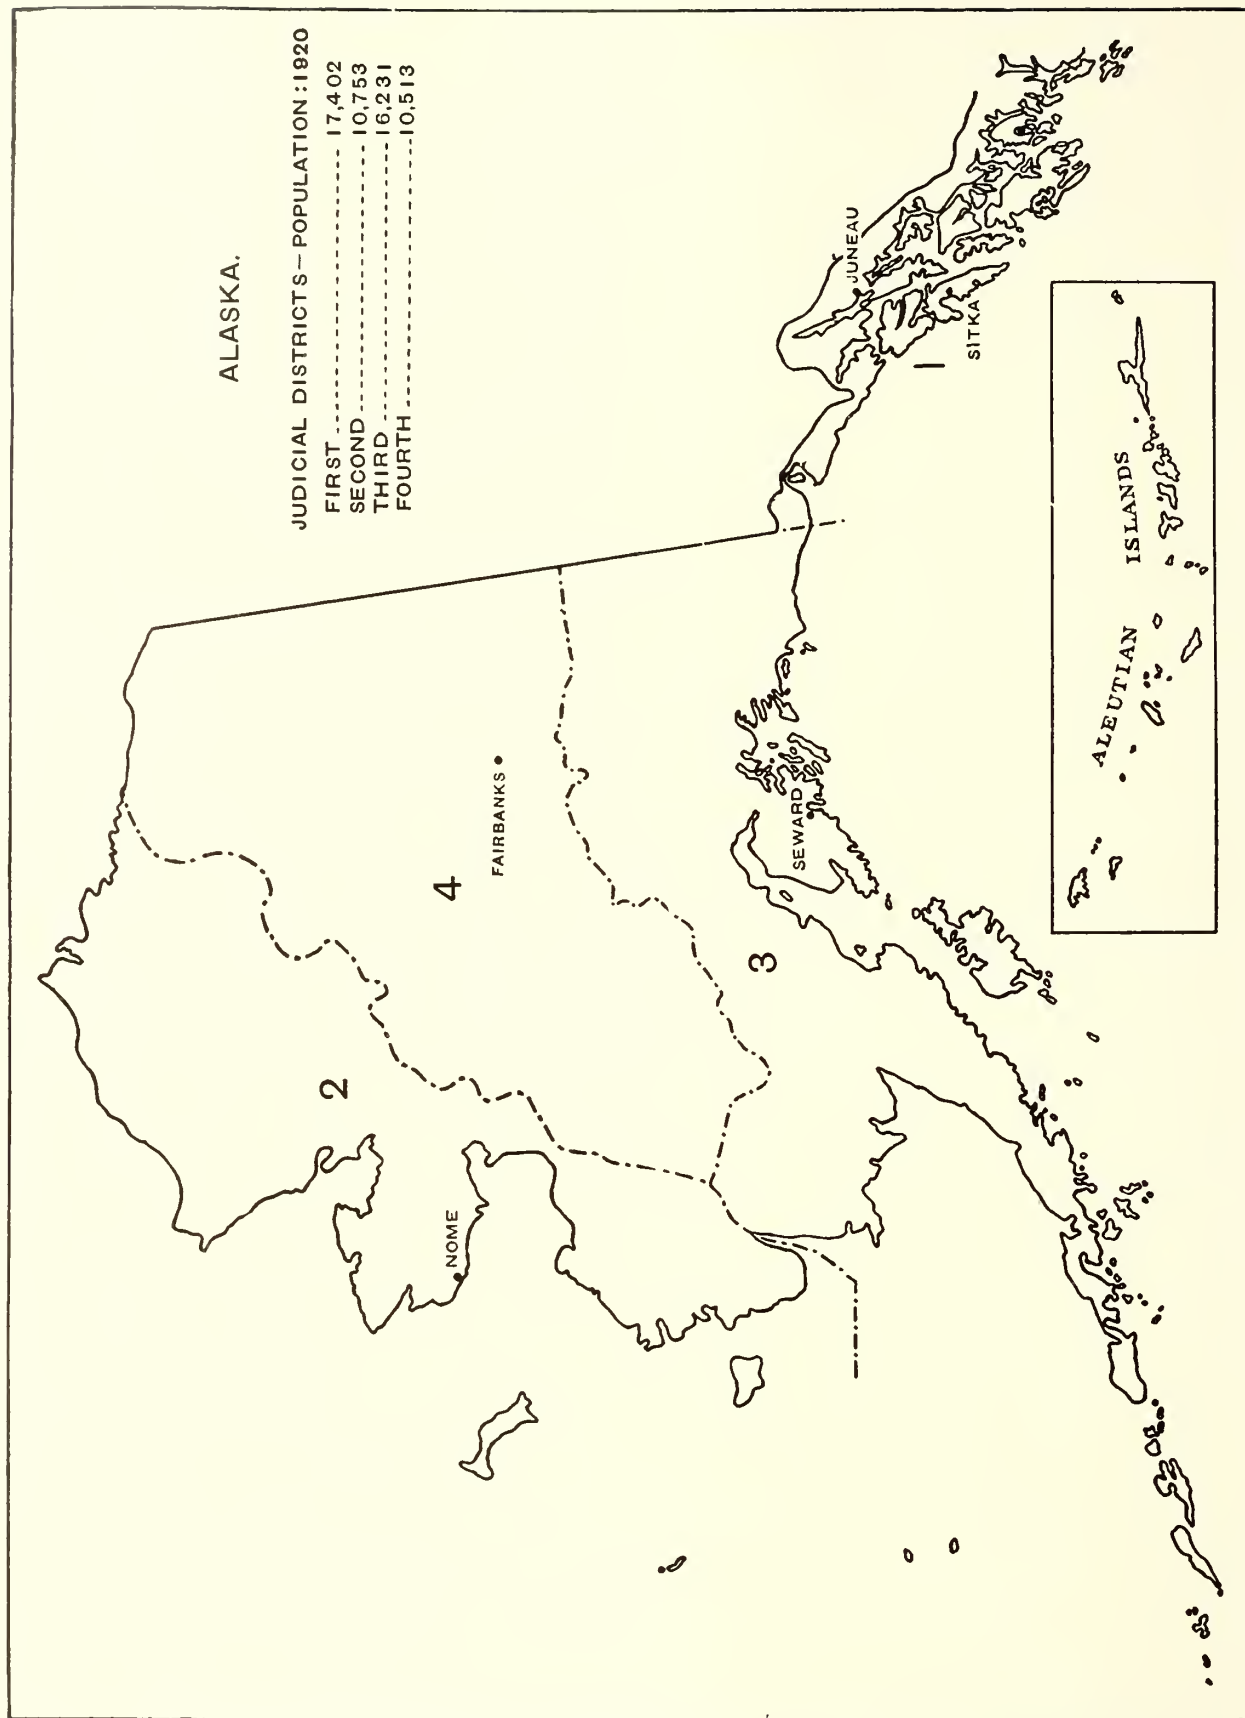 ALASKA.
JUDICIAL DISTRICTS—POPULATION:1920
FIRST ---------- 17,402
SECOND ---------- 10,753
THIRD ---------- 16,231
FOURTH ---------- 10,513
2
4
3
1
NOME
FAIRBANKS
SEWARD
JUNEAU
SITKA
ALEUTIAN ISLANDS